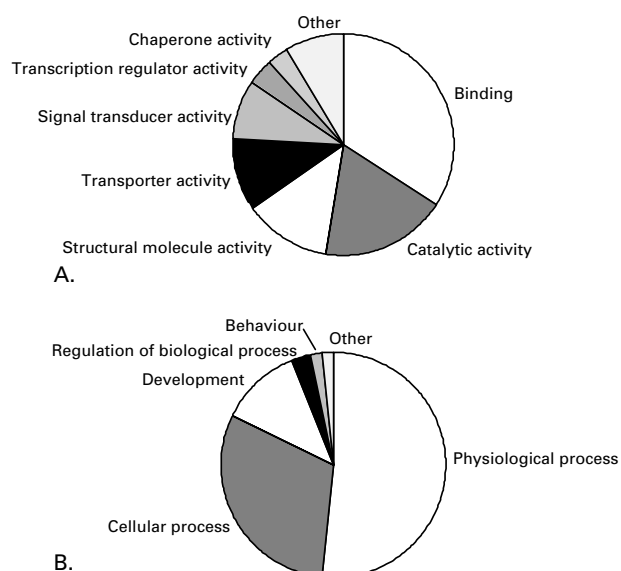 Other
Chaperone activity
Transcription regulator activity
Binding
Signal transducer activity
Transporter activity
Structural molecule activity
Catalytic activity
A.
Behaviour
Other
Regulation of biological process
Development
Physiological process
Cellular process
B.